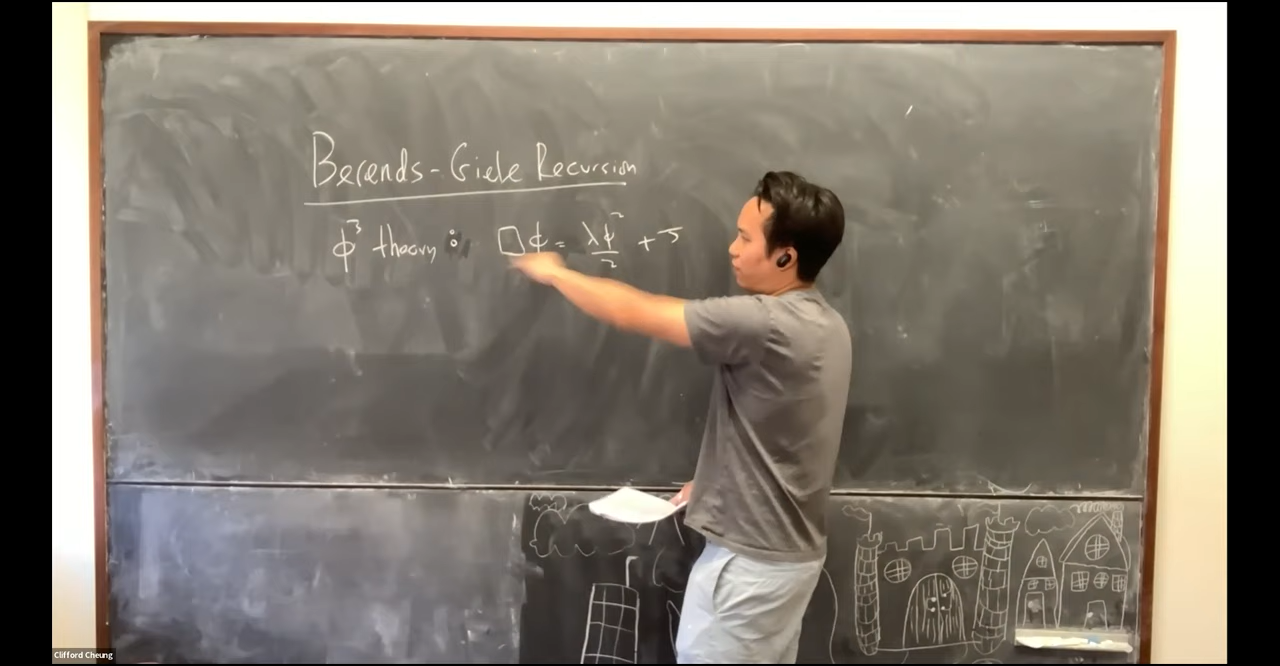 Berends-Giele Recursion
ϕ³ theory: □ϕ = λϕ²/2 + J
Clifford Cheung